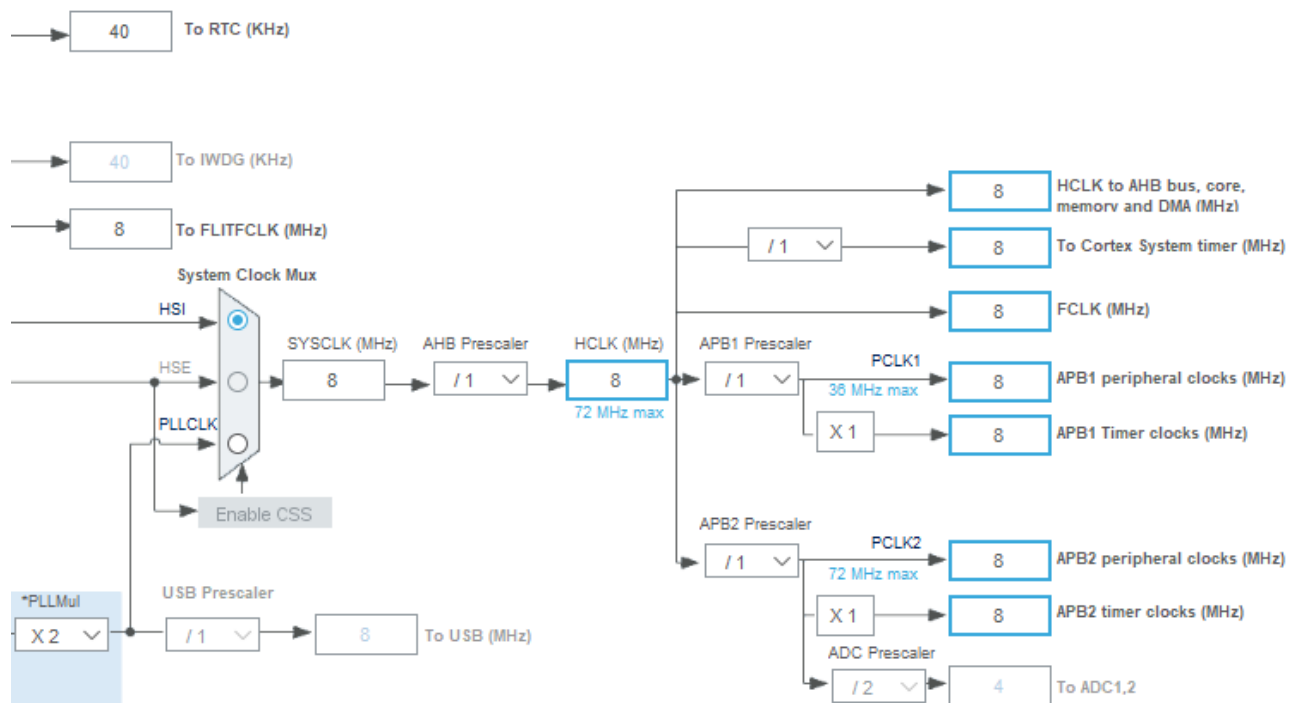 40 To RTC (KHz)
40 To IWDG (KHz)
8 To FLITFCLK (MHz)
System Clock Mux
HSI
HSE
PLLCLK
Enable CSS
SYSCLK (MHz)
8
AHB Prescaler
/ 1
HCLK (MHz)
8
72 MHz max
8 HCLK to AHB bus, core,
memory and DMA (MHz)
/ 1
8 To Cortex System timer (MHz)
8 FCLK (MHz)
APB1 Prescaler
/ 1
PCLK1
36 MHz max
8 APB1 peripheral clocks (MHz)
X 1
8 APB1 Timer clocks (MHz)
APB2 Prescaler
/ 1
PCLK2
72 MHz max
8 APB2 peripheral clocks (MHz)
X 1
8 APB2 timer clocks (MHz)
ADC Prescaler
/ 2
4 To ADC1,2
*PLLMul
X 2
USB Prescaler
/ 1
8 To USB (MHz)